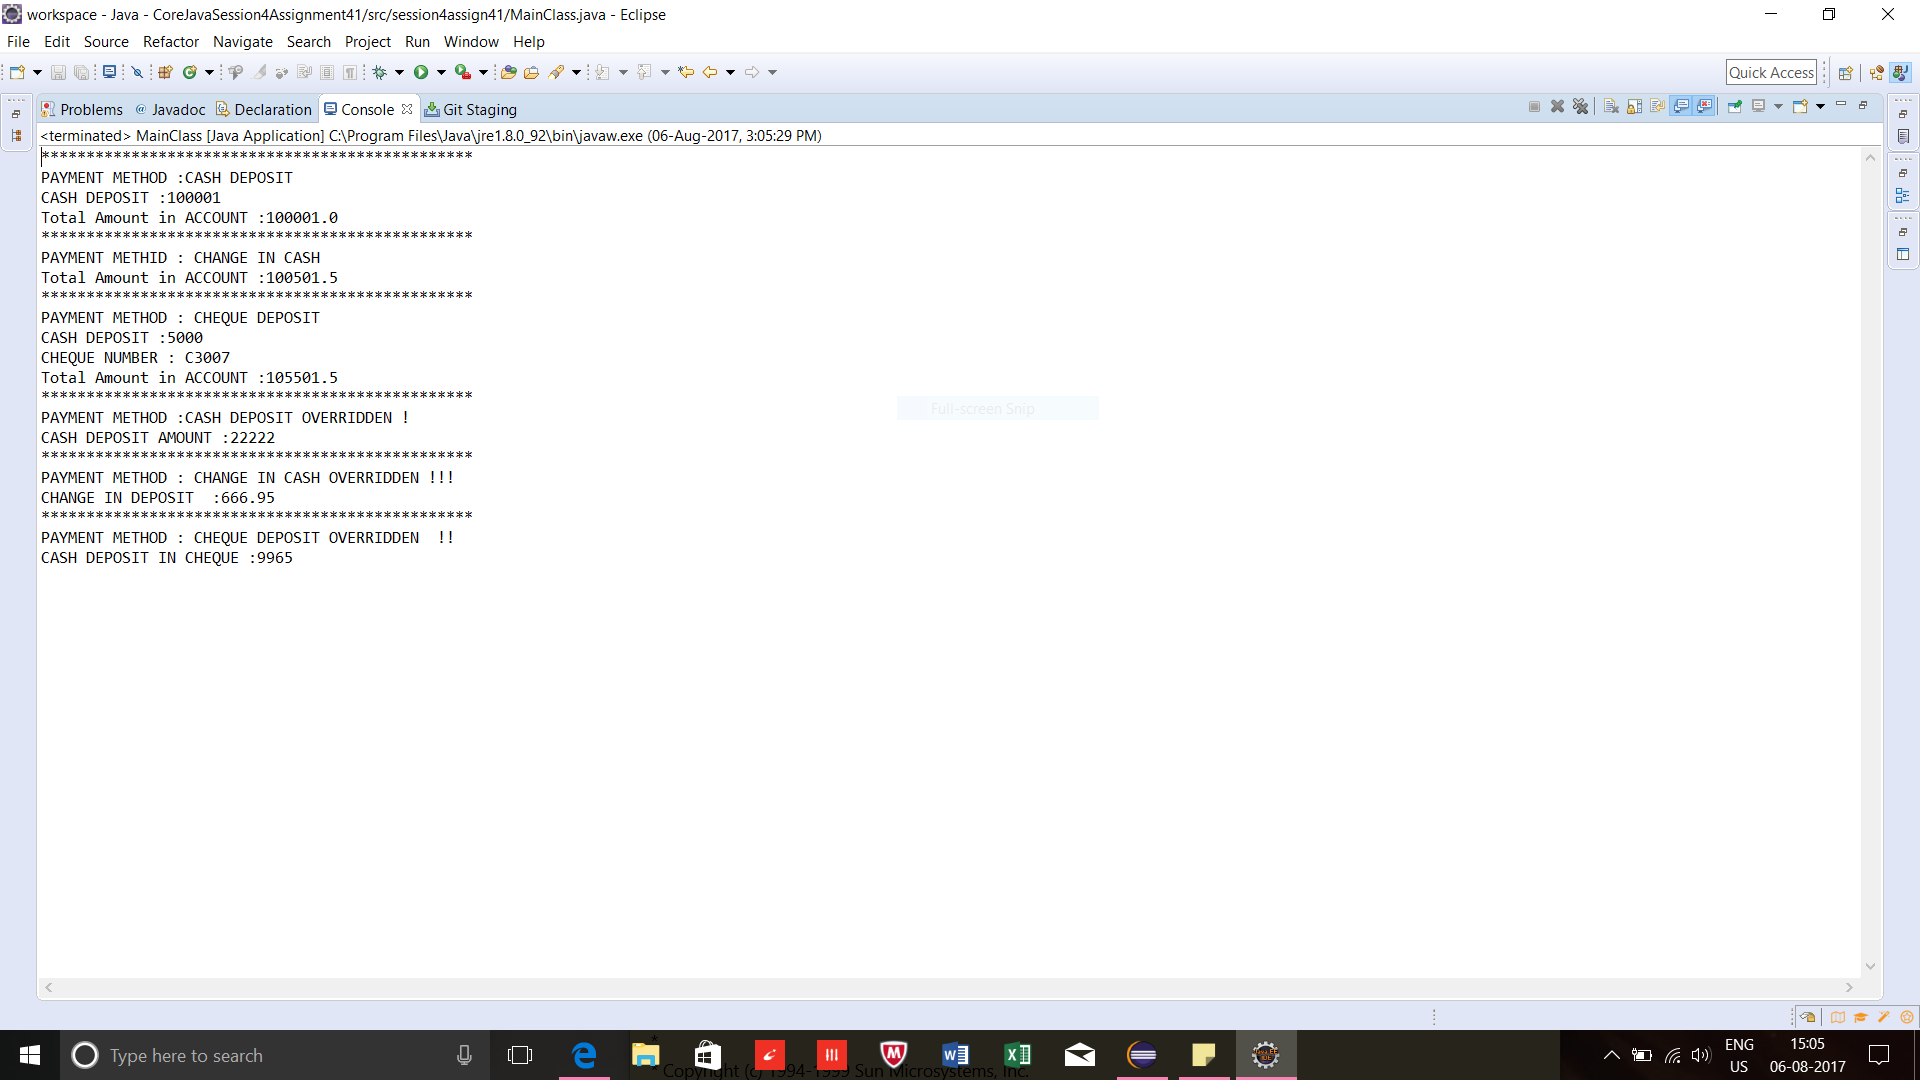 workspace - Java - CoreJavaSession4Assignment41/src/session4assign41/MainClass.java - Eclipse
File Edit Source Refactor Navigate Search Project Run Window Help
Quick Access
Problems @ Javadoc Declaration Console Git Staging
<terminated> MainClass [Java Application] C:\Program Files\Java\jre1.8.0_92\bin\javaw.exe (06-Aug-2017, 3:05:29 PM)
************************************************
PAYMENT METHOD :CASH DEPOSIT
CASH DEPOSIT :100001
Total Amount in ACCOUNT :100001.0
************************************************
PAYMENT METHID : CHANGE IN CASH
Total Amount in ACCOUNT :100501.5
************************************************
PAYMENT METHOD : CHEQUE DEPOSIT
CASH DEPOSIT :5000
CHEQUE NUMBER : C3007
Total Amount in ACCOUNT :105501.5
************************************************
PAYMENT METHOD :CASH DEPOSIT OVERRIDDEN !
CASH DEPOSIT AMOUNT :22222
************************************************
PAYMENT METHOD : CHANGE IN CASH OVERRIDDEN !!!
CHANGE IN DEPOSIT  :666.95
************************************************
PAYMENT METHOD : CHEQUE DEPOSIT OVERRIDDEN  !!
CASH DEPOSIT IN CHEQUE :9965
Full-screen Snip
Type here to search
* Copyright (c) 1994-1999 Sun Microsystems, Inc.
ENG
US
15:05
06-08-2017